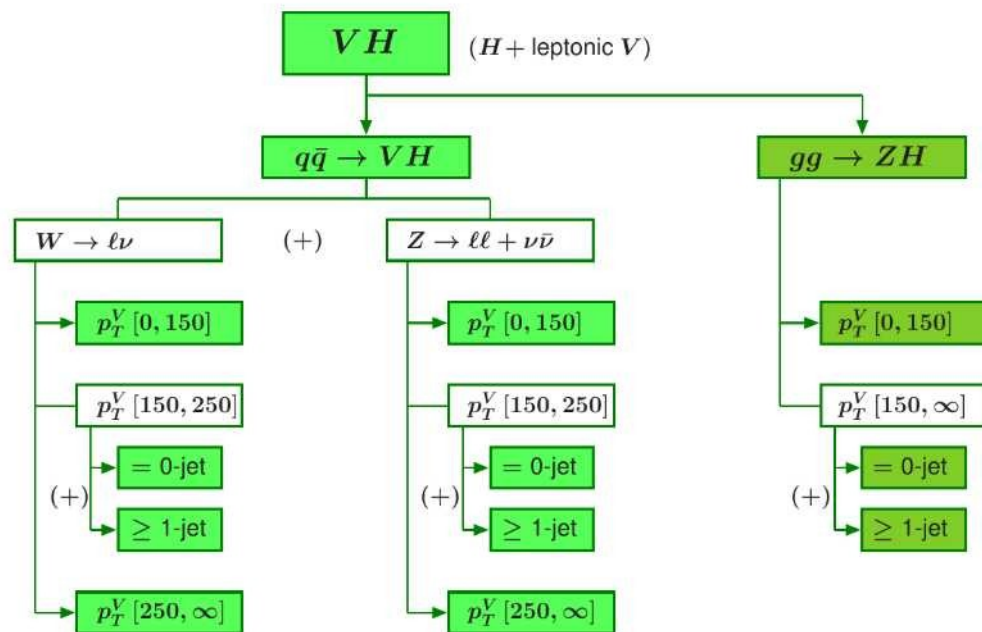 VH (H + leptonic V)
qq̄ → VH
gg → ZH
W → ℓν
(+)
Z → ℓℓ + νν̄
p_T^V [0, 150]
p_T^V [0, 150]
p_T^V [0, 150]
p_T^V [150, 250]
p_T^V [150, 250]
p_T^V [150, ∞]
= 0-jet
= 0-jet
= 0-jet
(+)
(+)
(+)
≥ 1-jet
≥ 1-jet
≥ 1-jet
p_T^V [250, ∞]
p_T^V [250, ∞]